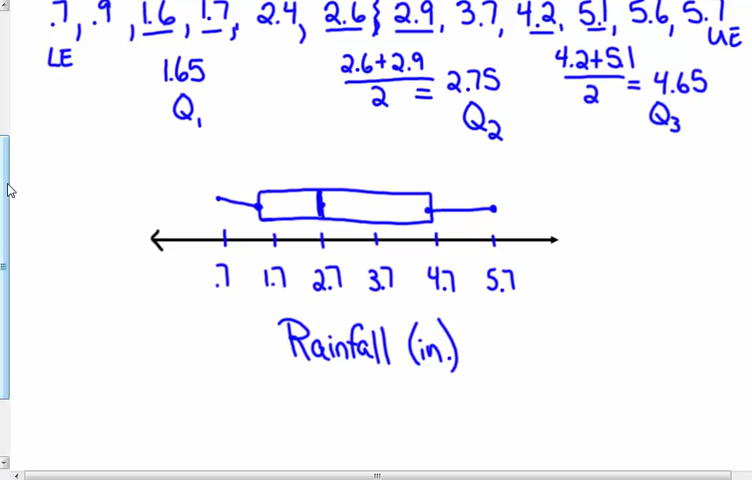 .7, .9, 1.6, 1.7, 2.4, 2.6} 2.9, 3.7, 4.2, 5.1, 5.6, 5.7
LE UE
1.65 2.6+2.9/2 = 2.75 4.2+5.1/2 = 4.65
Q₁ Q₂ Q₃
.7 1.7 2.7 3.7 4.7 5.7
Rainfall (in.)